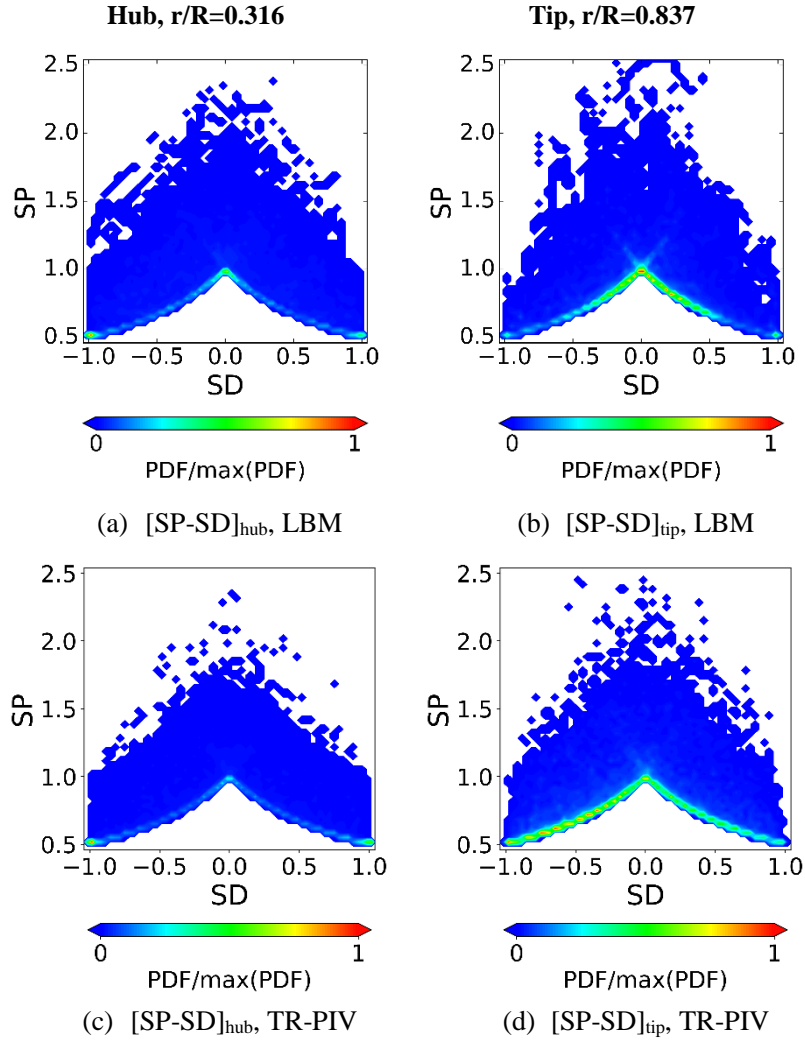 Hub, r/R=0.316
Tip, r/R=0.837
2.5
2.0
1.5
1.0
0.5
SP
−1.0 −0.5 0.0 0.5 1.0
SD
0 1
PDF/max(PDF)
(a) [SP-SD]hub, LBM
2.5
2.0
1.5
1.0
0.5
SP
−1.0 −0.5 0.0 0.5 1.0
SD
0 1
PDF/max(PDF)
(b) [SP-SD]tip, LBM
2.5
2.0
1.5
1.0
0.5
SP
−1.0 −0.5 0.0 0.5 1.0
SD
0 1
PDF/max(PDF)
(c) [SP-SD]hub, TR-PIV
2.5
2.0
1.5
1.0
0.5
SP
−1.0 −0.5 0.0 0.5 1.0
SD
0 1
PDF/max(PDF)
(d) [SP-SD]tip, TR-PIV